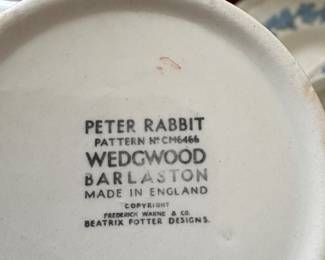 PETER RABBIT
PATTERN Nº CM6466
WEDGWOOD
BARLASTON
MADE IN ENGLAND
COPYRIGHT
FREDERICK WARNE & CO.
BEATRIX POTTER DESIGNS.